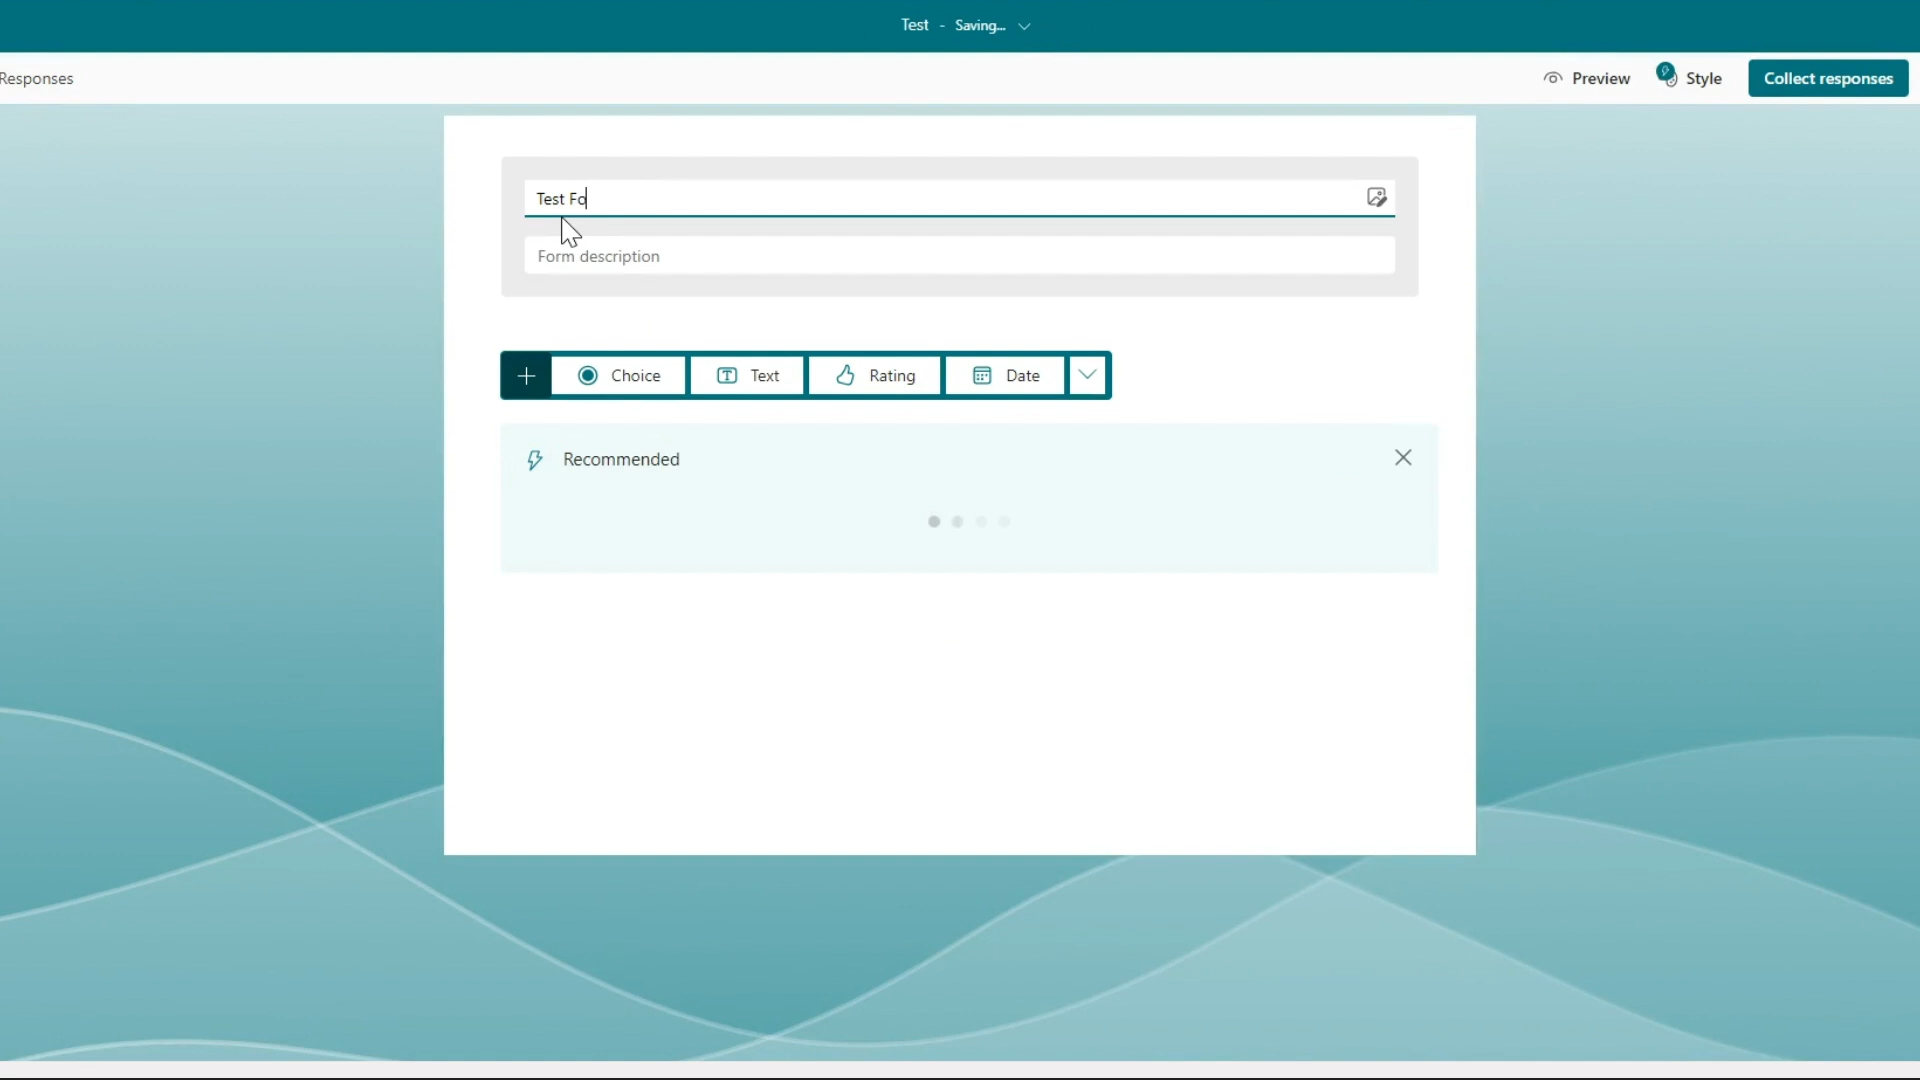 Test - Saving...
Responses
Preview
Style
Collect responses
Test Fo
Form description
Choice
Text
Rating
Date
Recommended